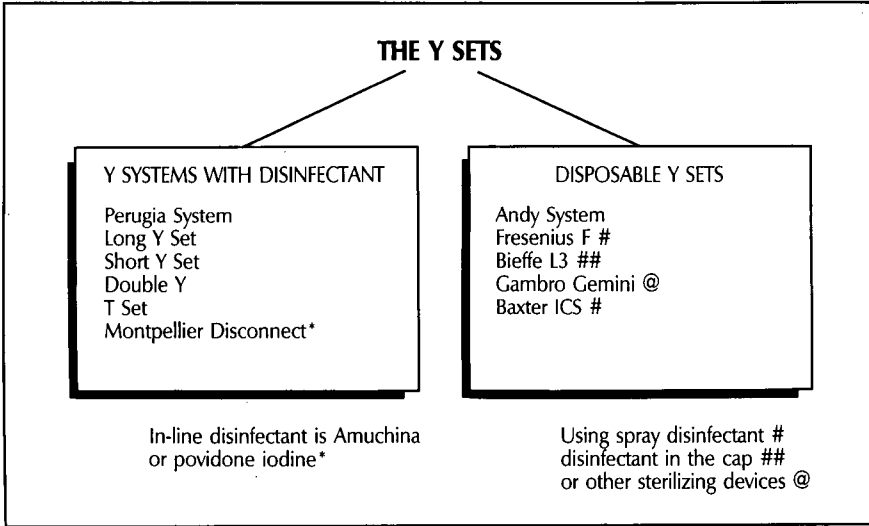 THE Y SETS
Y SYSTEMS WITH DISINFECTANT
Perugia System
Long Y Set
Short Y Set
Double Y
T Set
Montpellier Disconnect*
In-line disinfectant is Amuchina
or povidone iodine*
DISPOSABLE Y SETS
Andy System
Fresenius F #
Bieffe L3 ##
Gambro Gemini @
Baxter ICS #
Using spray disinfectant #
disinfectant in the cap ##
or other sterilizing devices @